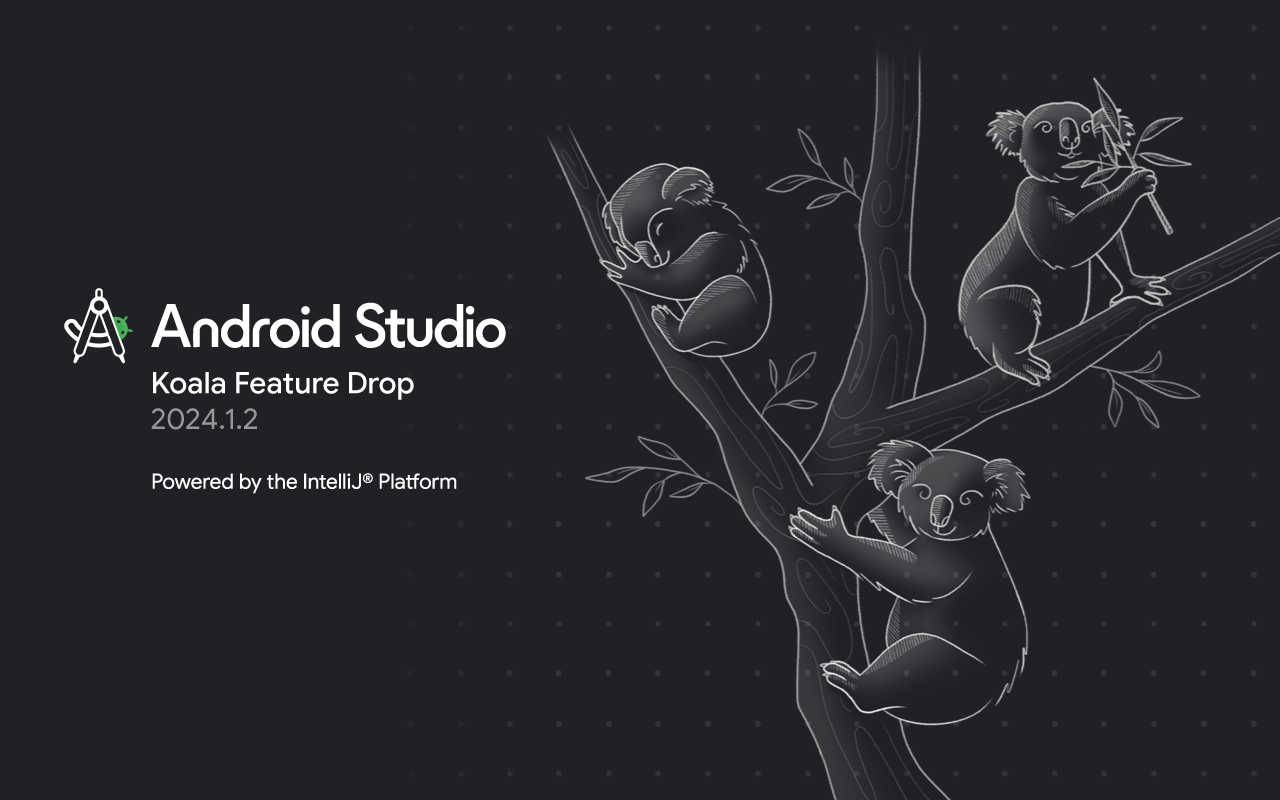 Android Studio
Koala Feature Drop
2024.1.2
Powered by the IntelliJ® Platform